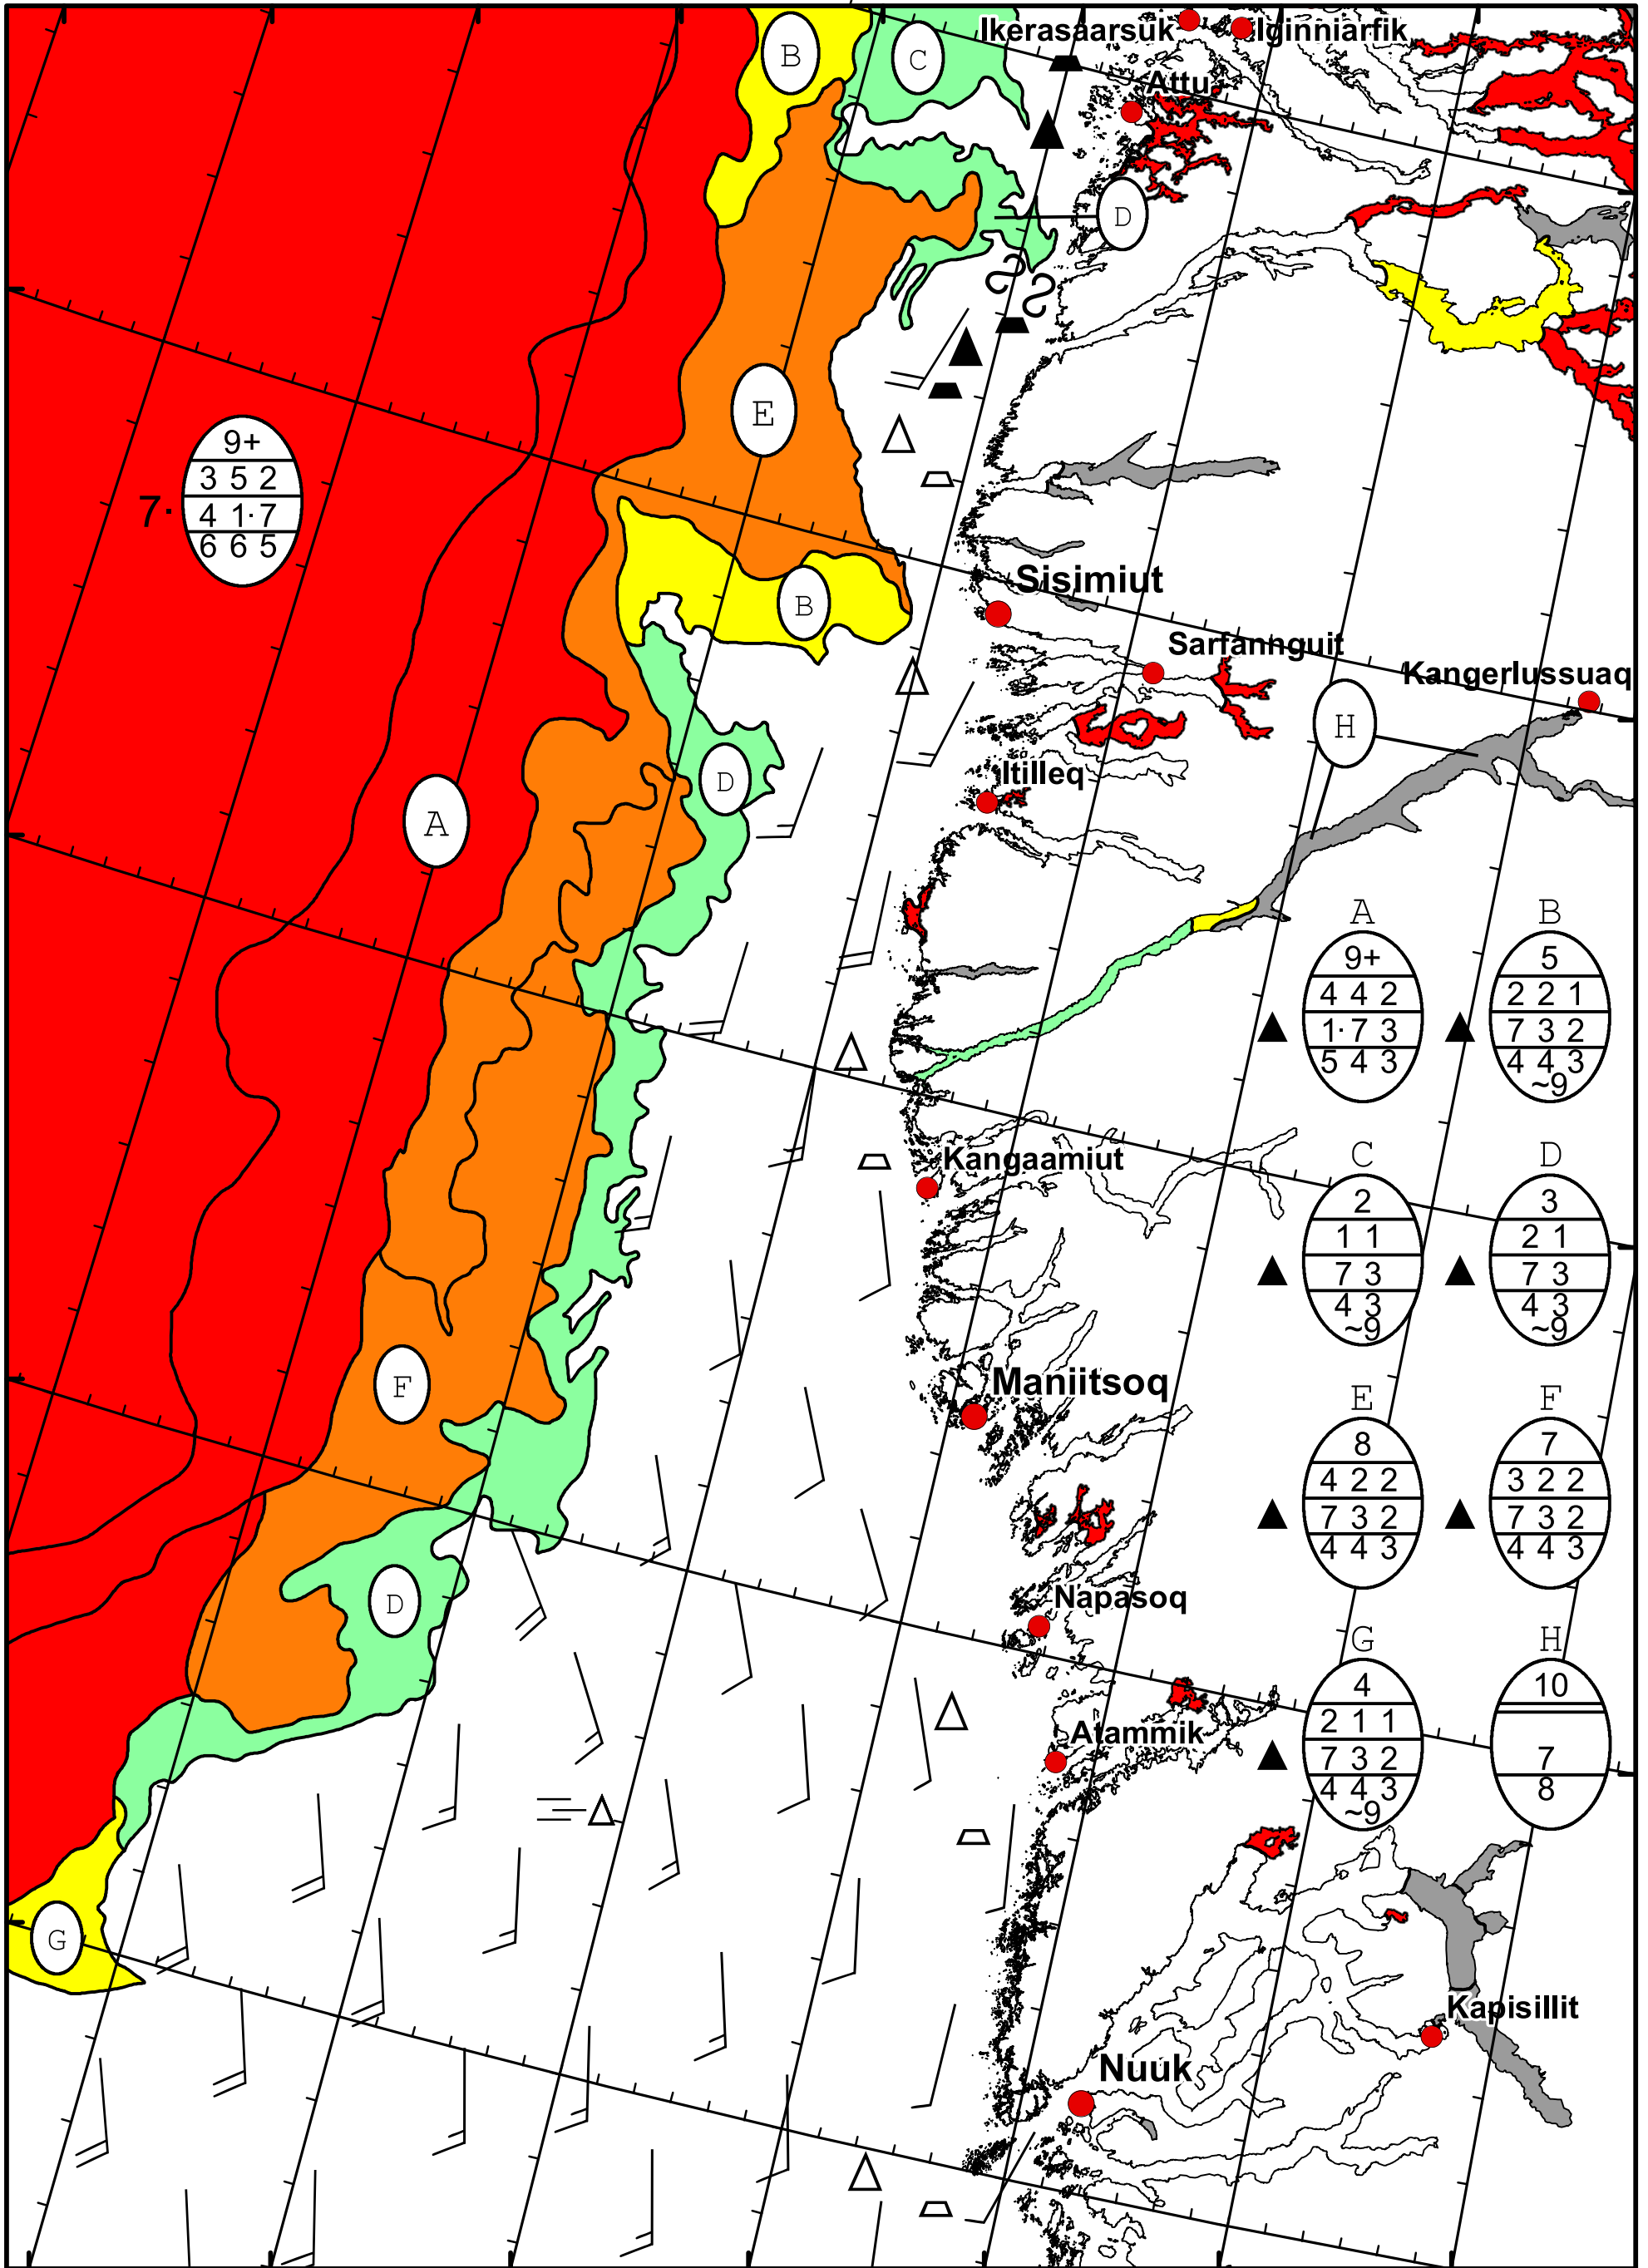 Ikerasaarsuk
Iginniarfik
B
C
Attu
D
E
9+
3 5 2
7·
4 1·7
6 6 5
Sisimiut
B
Sarfannguit
Kangerlussuaq
H
D
Itilleq
A
A
9+
4 4 2
1·7 3
5 4 3
B
5
2 2 1
7 3 2
4 4 3
~9
Kangaamiut
C
2
1 1
7 3
4 3
~9
D
3
2 1
7 3
4 3
~9
F
Maniitsoq
E
8
4 2 2
7 3 2
4 4 3
F
7
3 2 2
7 3 2
4 4 3
D
Napasoq
Atammik
G
4
2 1 1
7 3 2
4 4 3
~9
H
10
7
8
G
Kapisillit
Nuuk